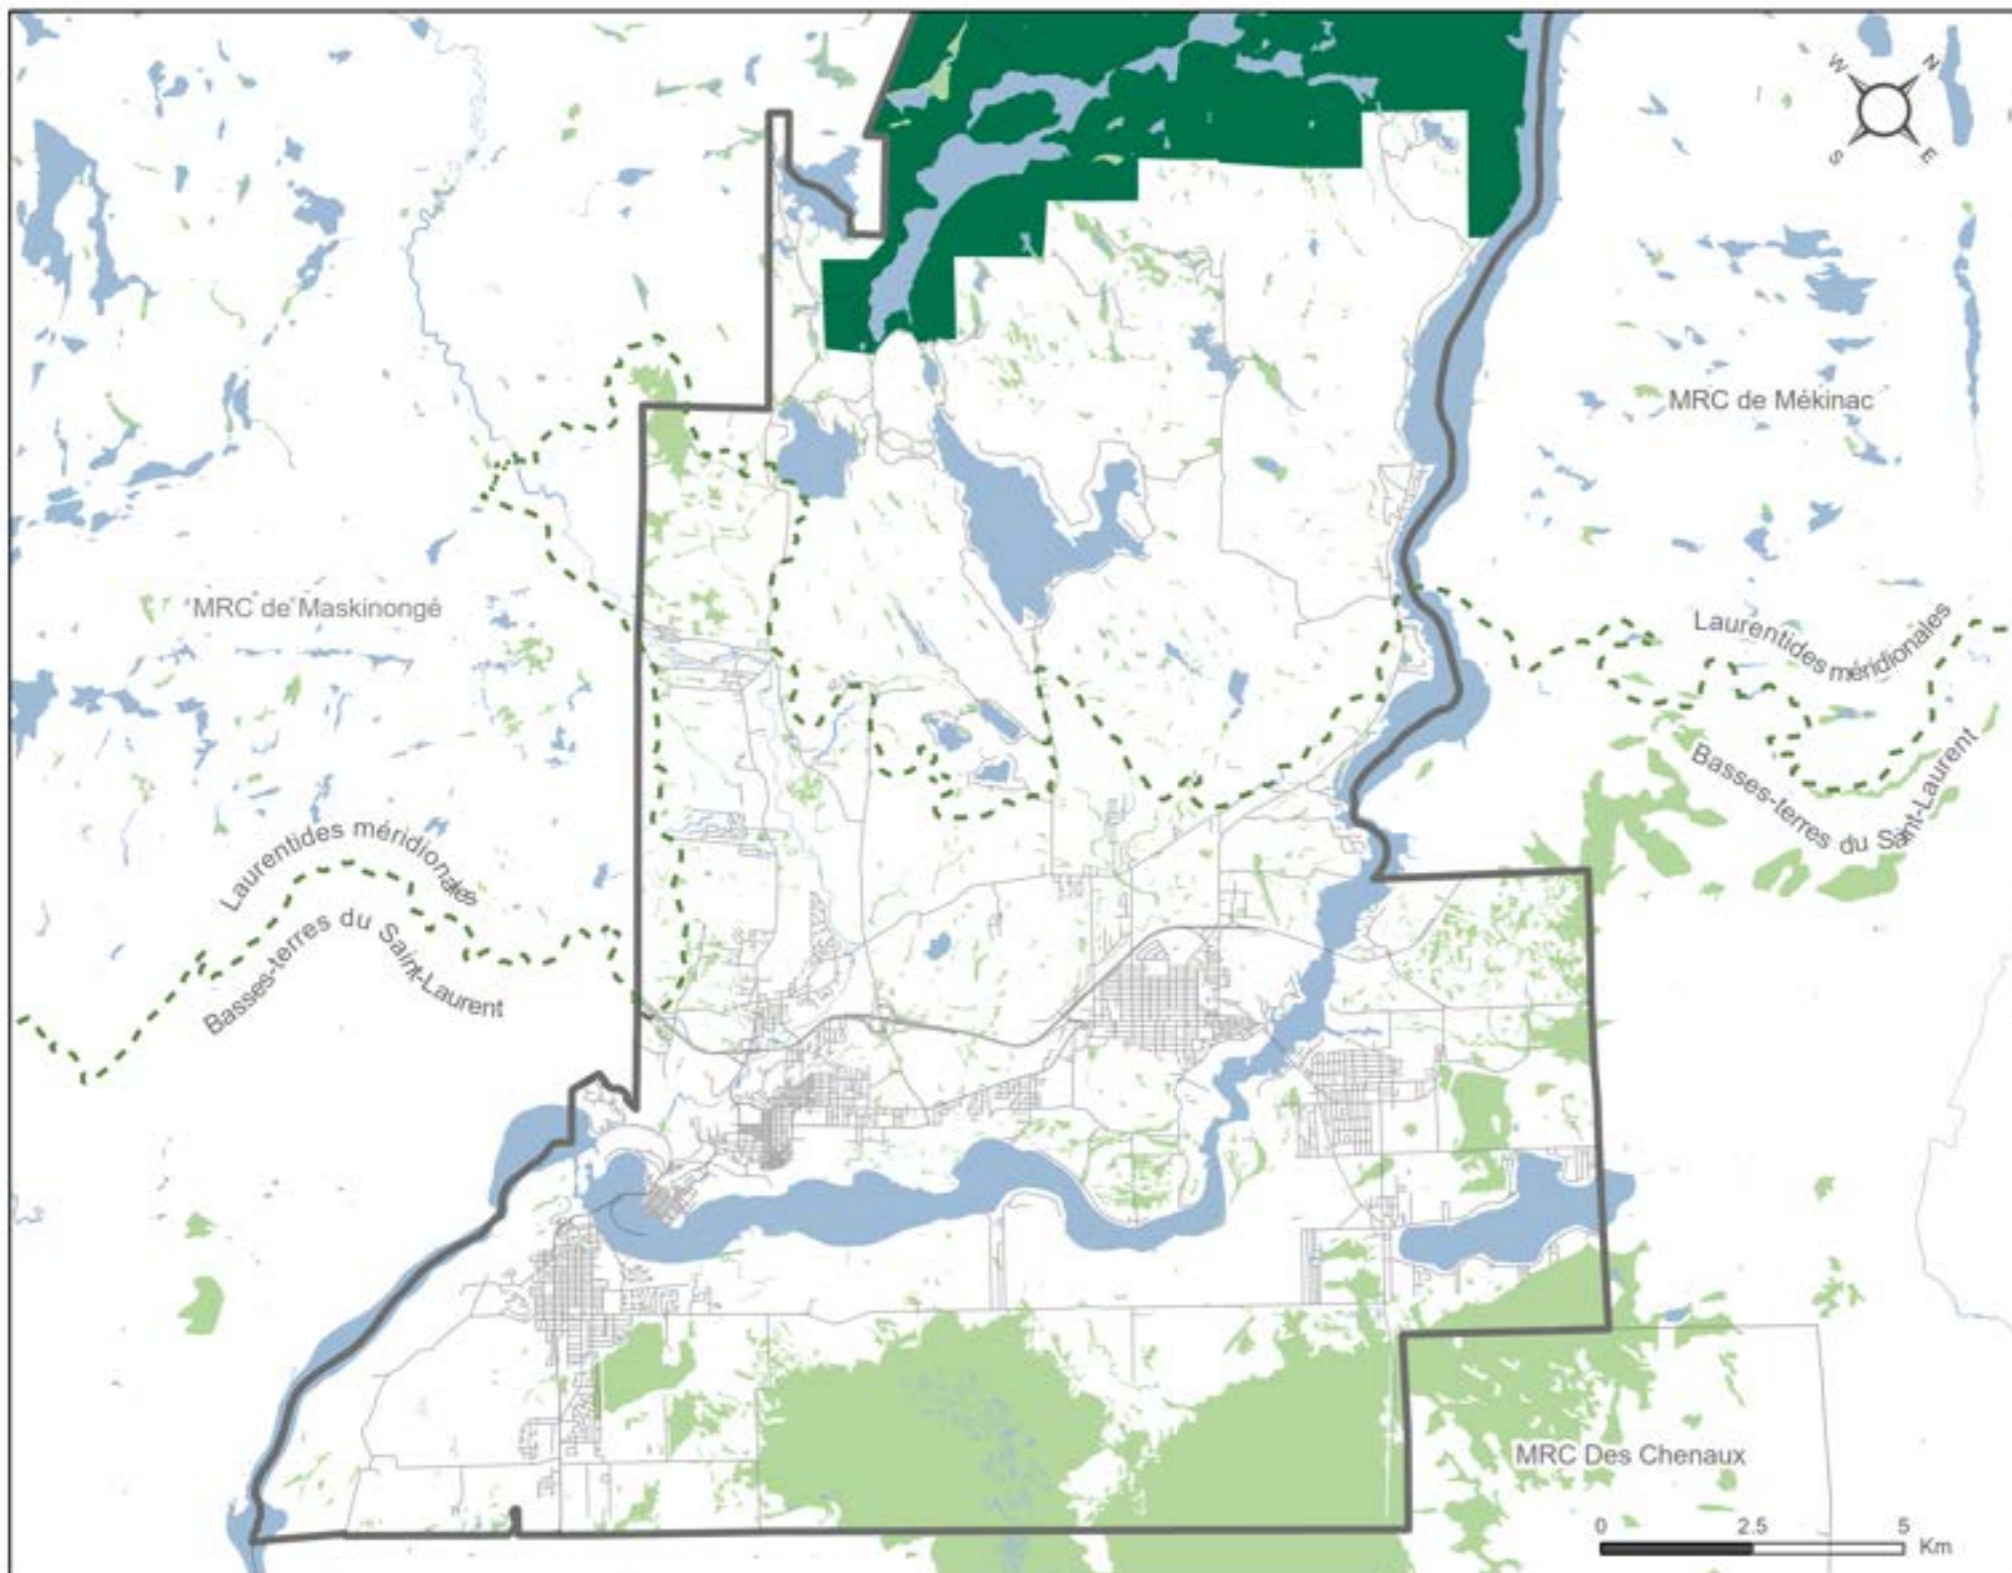 W N
S E
MRC de Mékinac
MRC de Maskinongé
Laurentides méridionales
Basses-terres du Saint-Laurent
Laurentides méridionales
Basses-terres du Saint-Laurent
MRC Des Chenaux
0 2.5 5
Km